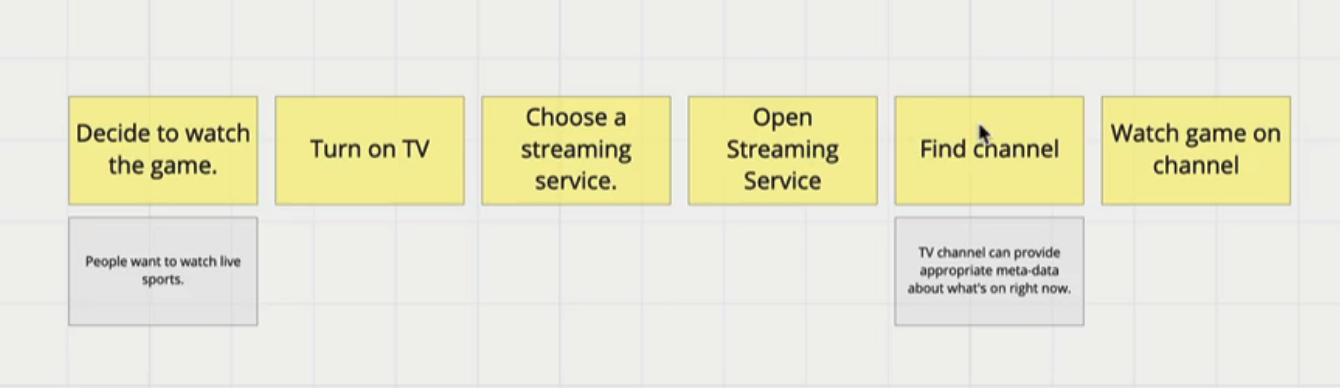 Decide to watch
the game.
Turn on TV
Choose a
streaming
service.
Open
Streaming
Service
Find channel
Watch game on
channel
People want to watch live
sports.
TV channel can provide
appropriate meta-data
about what's on right now.